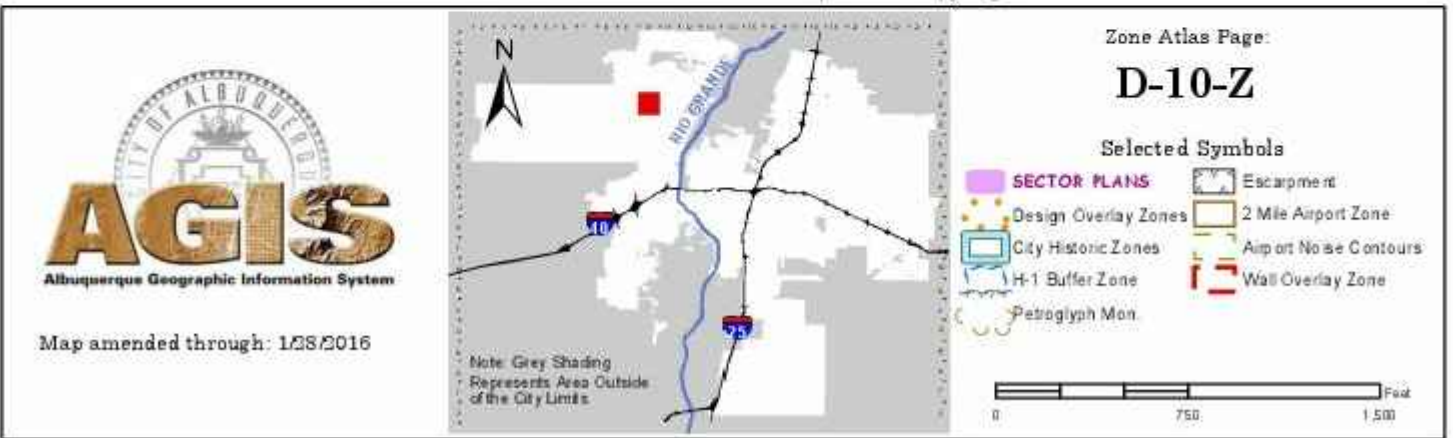 CITY OF ALBUQUERQUE
AGIS
Albuquerque Geographic Information System
Map amended through: 1/28/2016
N
RIO GRANDE
40
25
Note: Grey Shading
Represents Area Outside
of the City Limits
Zone Atlas Page:
D-10-Z
Selected Symbols
SECTOR PLANS
Design Overlay Zones
City Historic Zones
H-1 Buffer Zone
Petroglyph Mon.
Escarpment
2 Mile Airport Zone
Airport Noise Contours
Wall Overlay Zone
Feet
0 750 1,500